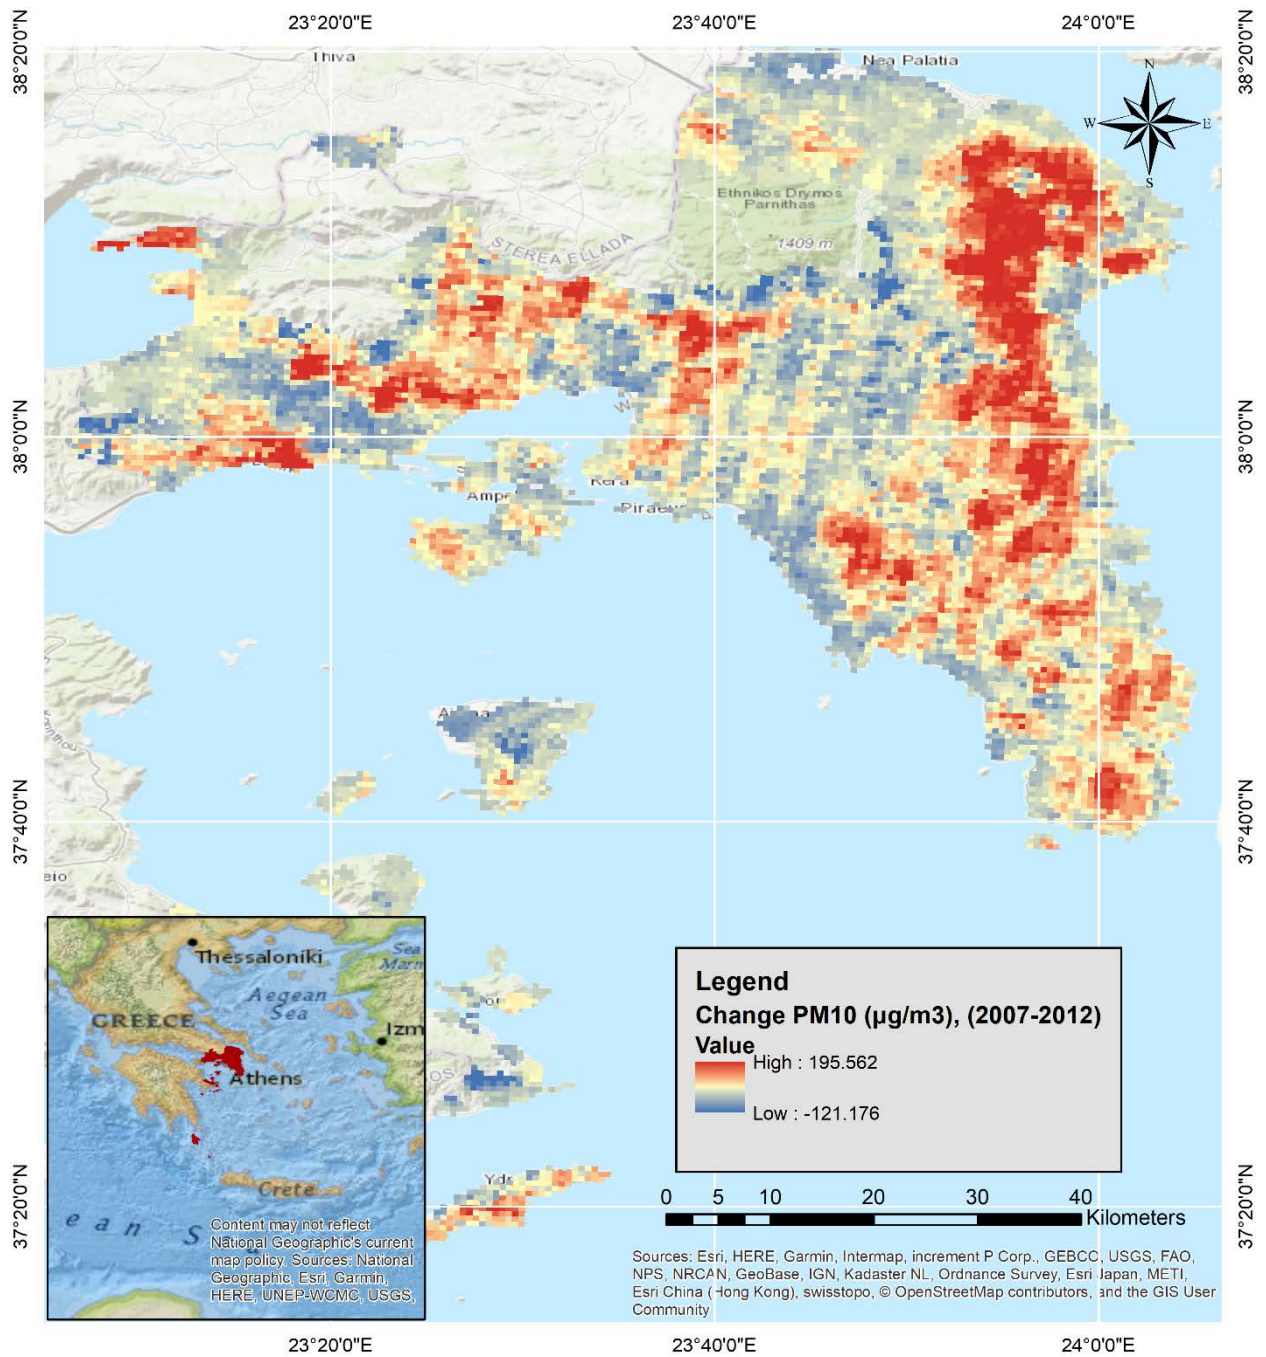 23°20'0"E
23°40'0"E
24°0'0"E
38°20'0"N
38°20'0"N
Thiva
Nea Palatia
N
W
E
S
Ethnikos Drymos
Parnithas
1409 m
STEREA ELLADA
38°0'0"N
38°0'0"N
Piraeu
37°40'0"N
37°40'0"N
eio
Thessaloniki
Sea
Marm
Aegean
Sea
GREECE
Izm
Athens
Crete
ean S
Content may not reflect
National Geographic's current
map policy. Sources: National
Geographic, Esri, Garmin,
HERE, UNEP-WCMC, USGS,
Legend
Change PM10 (µg/m3), (2007-2012)
Value
High : 195.562
Low : -121.176
OS
37°20'0"N
37°20'0"N
0 5 10 20 30 40
Kilometers
Sources: Esri, HERE, Garmin, Intermap, increment P Corp., GEBCO, USGS, FAO,
NPS, NRCAN, GeoBase, IGN, Kadaster NL, Ordnance Survey, Esri Japan, METI,
Esri China (Hong Kong), swisstopo, © OpenStreetMap contributors, and the GIS User
Community
23°20'0"E
23°40'0"E
24°0'0"E